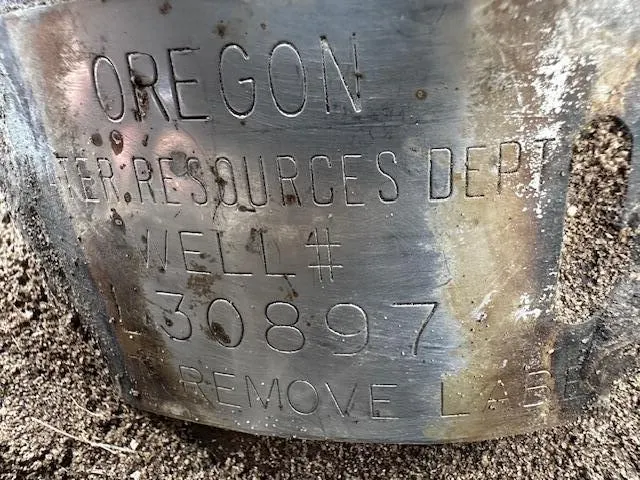 OREGON
TER RESOURCES DEPT
WELL#
L30897
REMOVE LABE